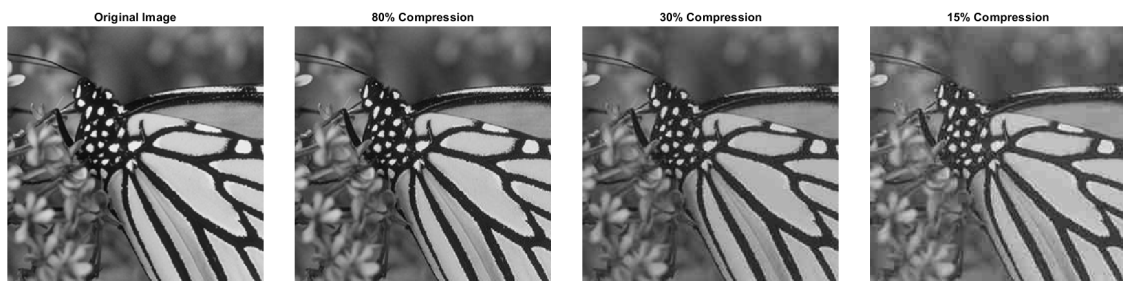 Original Image
80% Compression
30% Compression
15% Compression